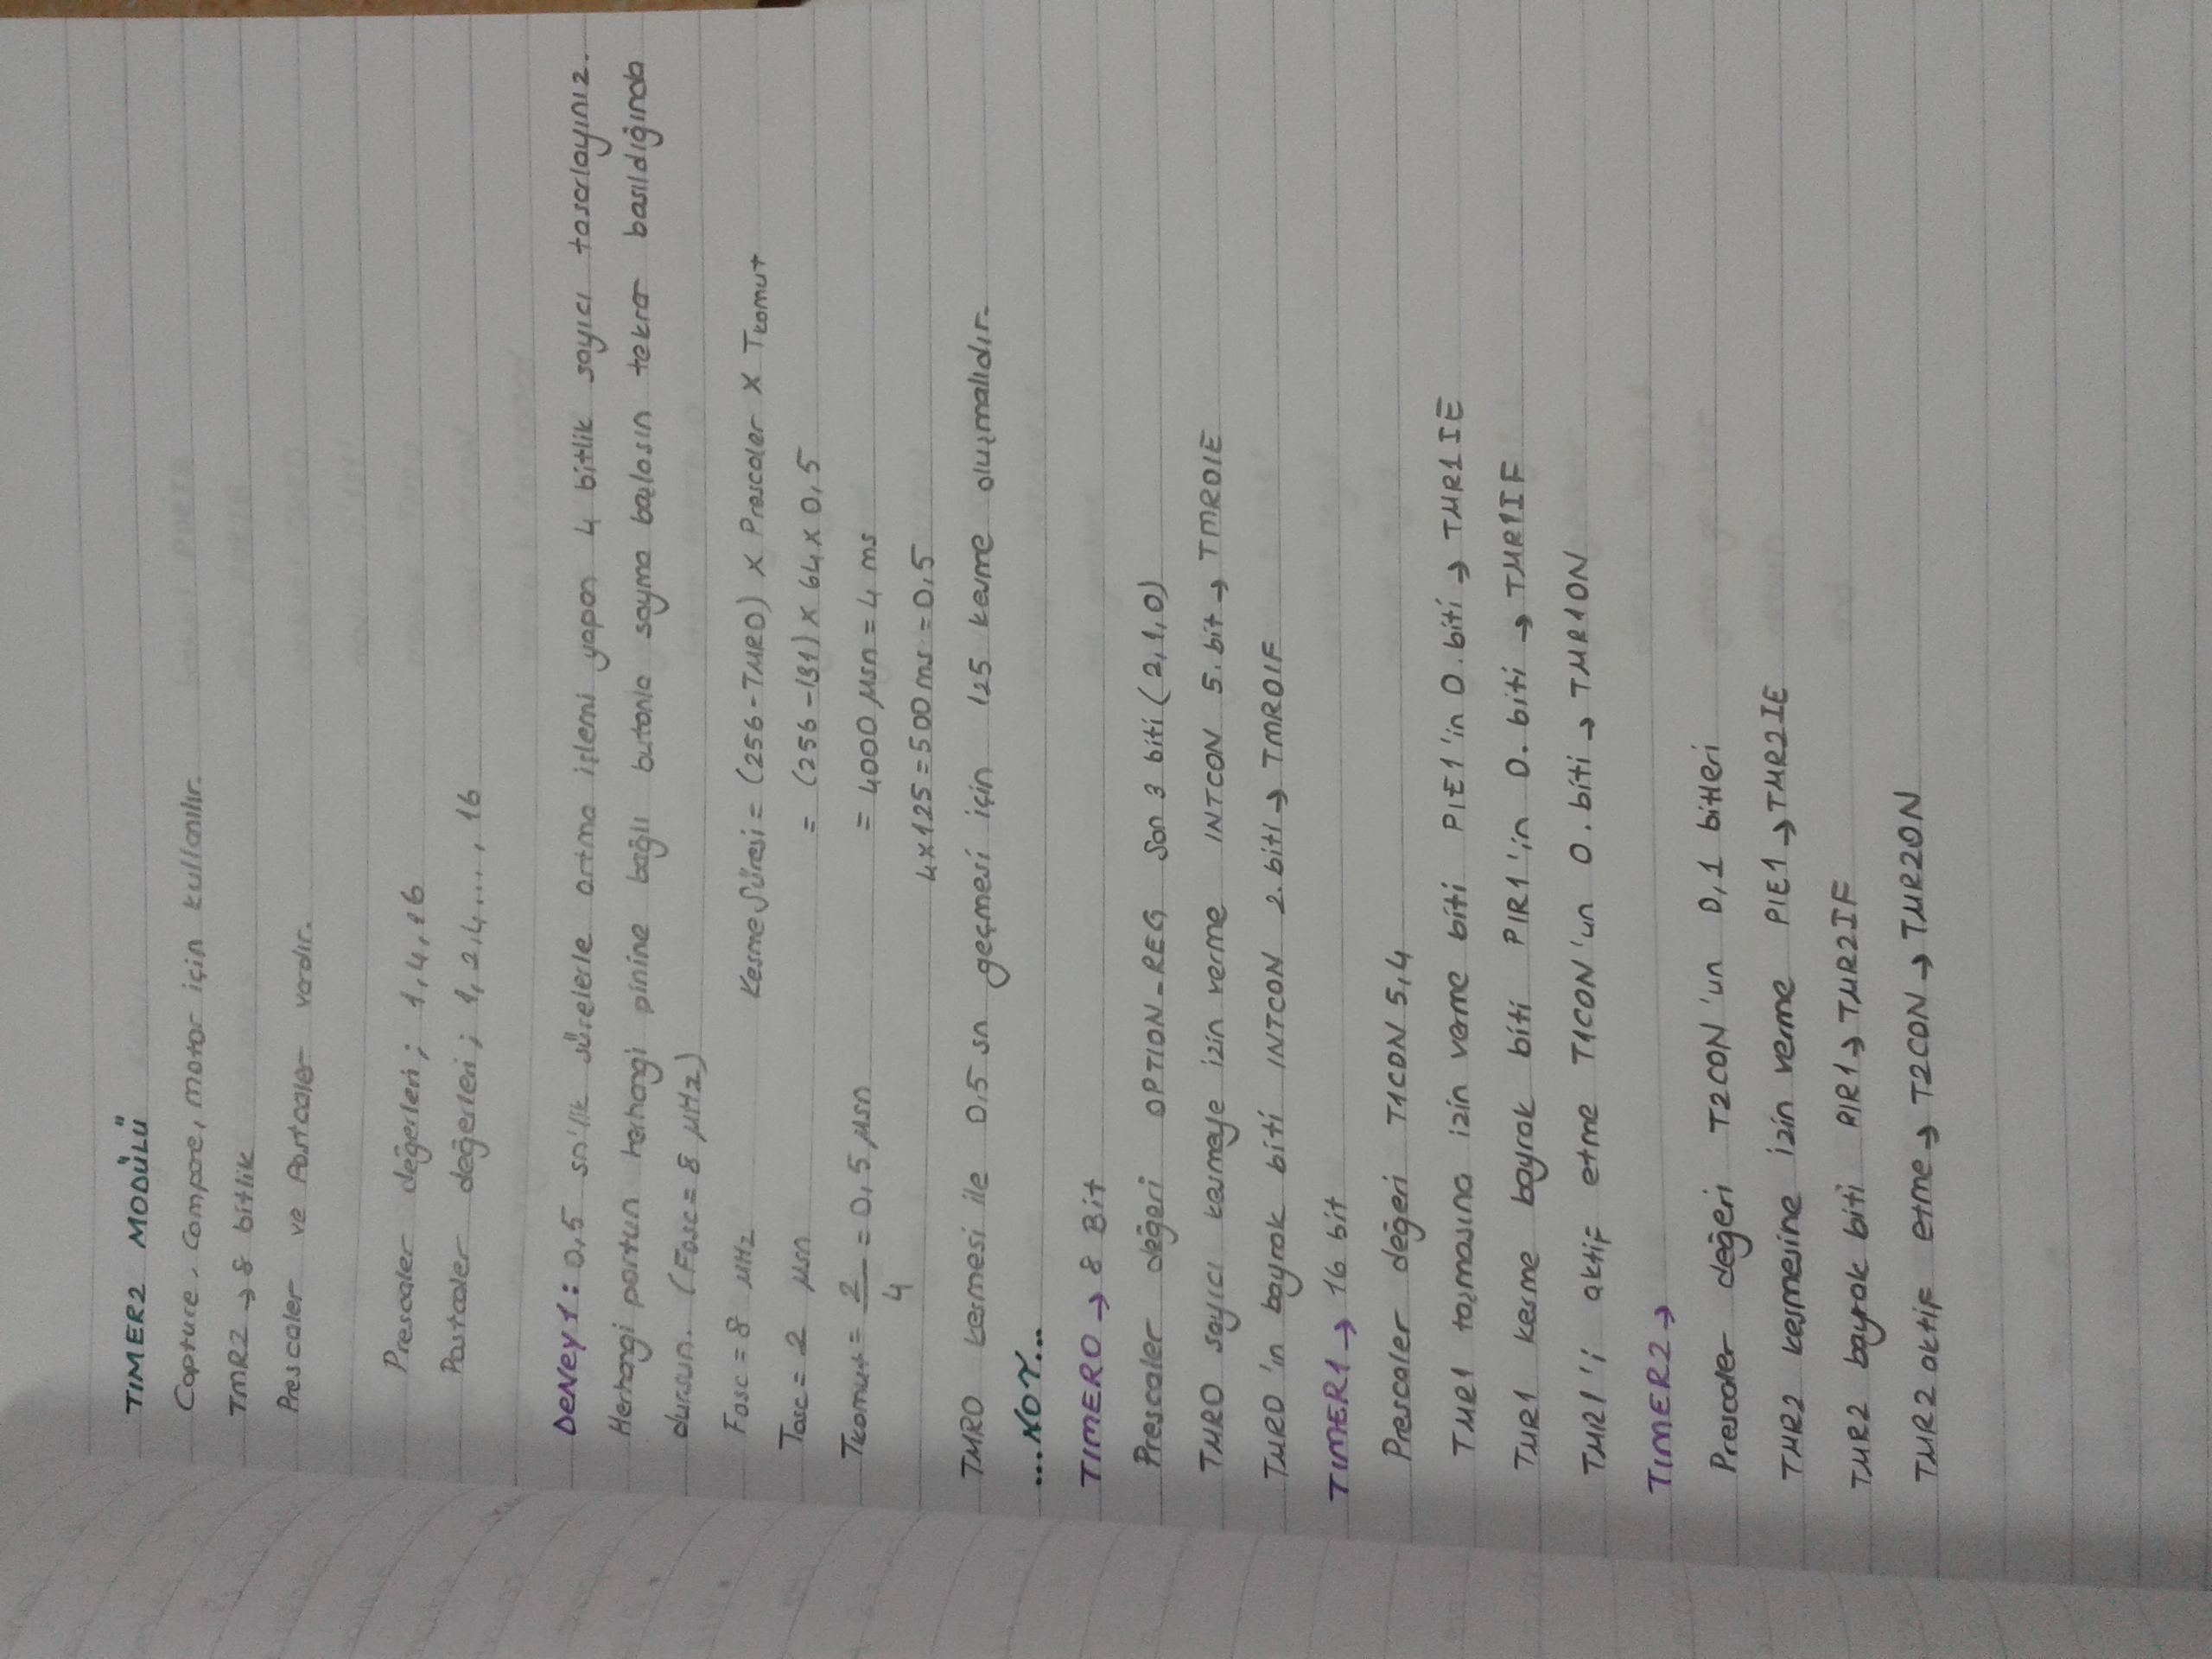 TIMER2 MODÜLÜ
Capture, Compare, motor için kullanılır.
TMR2 → 8 bitlik
Prescaler ve Postcaler vardır.
Prescaler değerleri; 1,4,16
Postcaler değerleri; 1,2,4..., 16
DeNey 1: 0,5 sn'lik sürelerle artma işlemi yapan 4 bitlik sayıcı tasarlayınız.
Herhangi portun herhangi pinine bağlı butonla sayma başlasın tekrar basıldığında
dursun. (Fosc = 8 µHz)
Fosc = 8 µHz Kesme Süresi = (256-TMR0) x Prescaler x Tkomut
Tosc = 2 µsn = (256-131) x 64 x 0,5
Tkomut = 2/4 = 0,5 µsn = 4000 µsn = 4 ms
4x125 = 500 ms = 0,5
TMR0 kesmesi ile 0,5 sn geçmesi için 125 kesme oluşmalıdır.
...NOT...
TIMER0 → 8 Bit
Prescaler değeri OPTION_REG Son 3 biti (2,1,0)
TMR0 sayıcı kesmeye izin verme INTCON 5. bit → TMR0IE
TMR0'ın bayrak biti INTCON 2. biti → TMR0IF
TIMER1 → 16 bit
Prescaler değeri T1CON 5,4
TMR1 taşmasına izin verme biti PIE1'in 0. biti → TMR1IE
TMR1 kesme bayrak biti PIR1'in 0. biti → TMR1IF
TMR1'i aktif etme T1CON'un 0. biti → TMR1ON
TIMER2 →
Prescaler değeri T2CON'un 0,1 bitleri
TMR2 kesmesine izin verme PIE1 → TMR2IE
TMR2 bayrak biti PIR1 → TMR2IF
TMR2 aktif etme → T2CON → TMR2ON